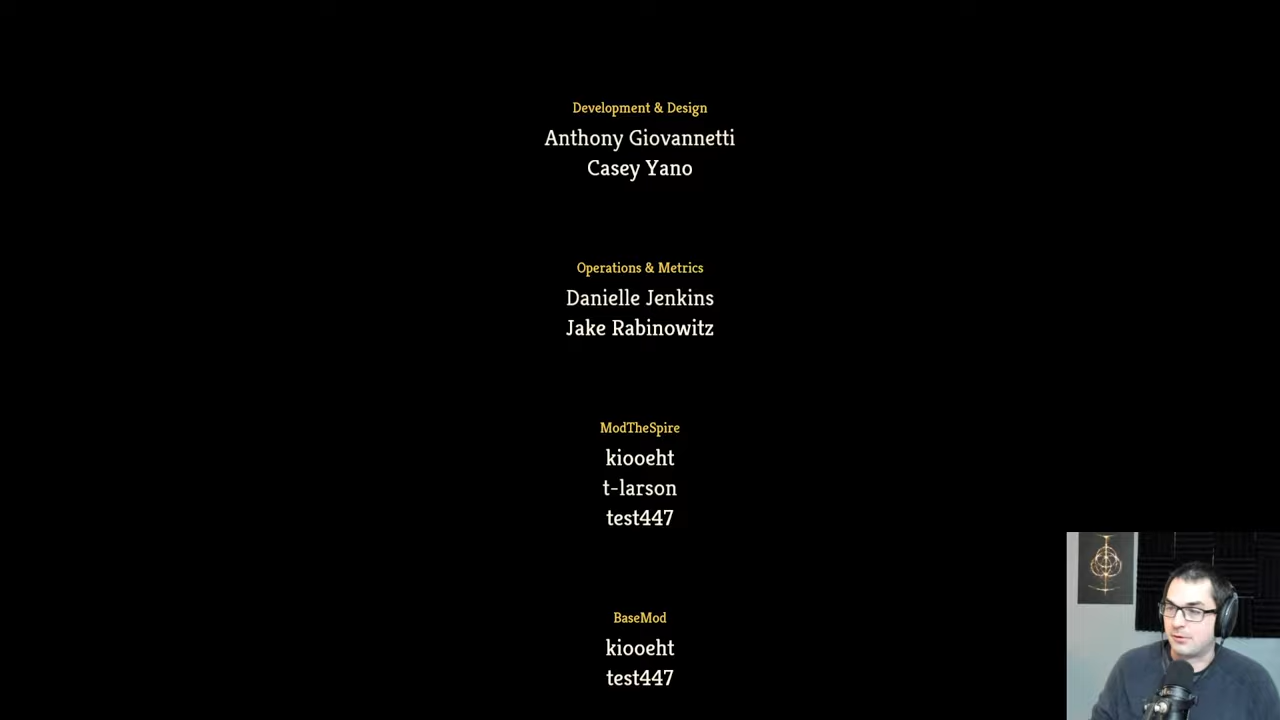 Development & Design
Anthony Giovannetti
Casey Yano
Operations & Metrics
Danielle Jenkins
Jake Rabinowitz
ModTheSpire
kiooeht
t-larson
test447
BaseMod
kiooeht
test447